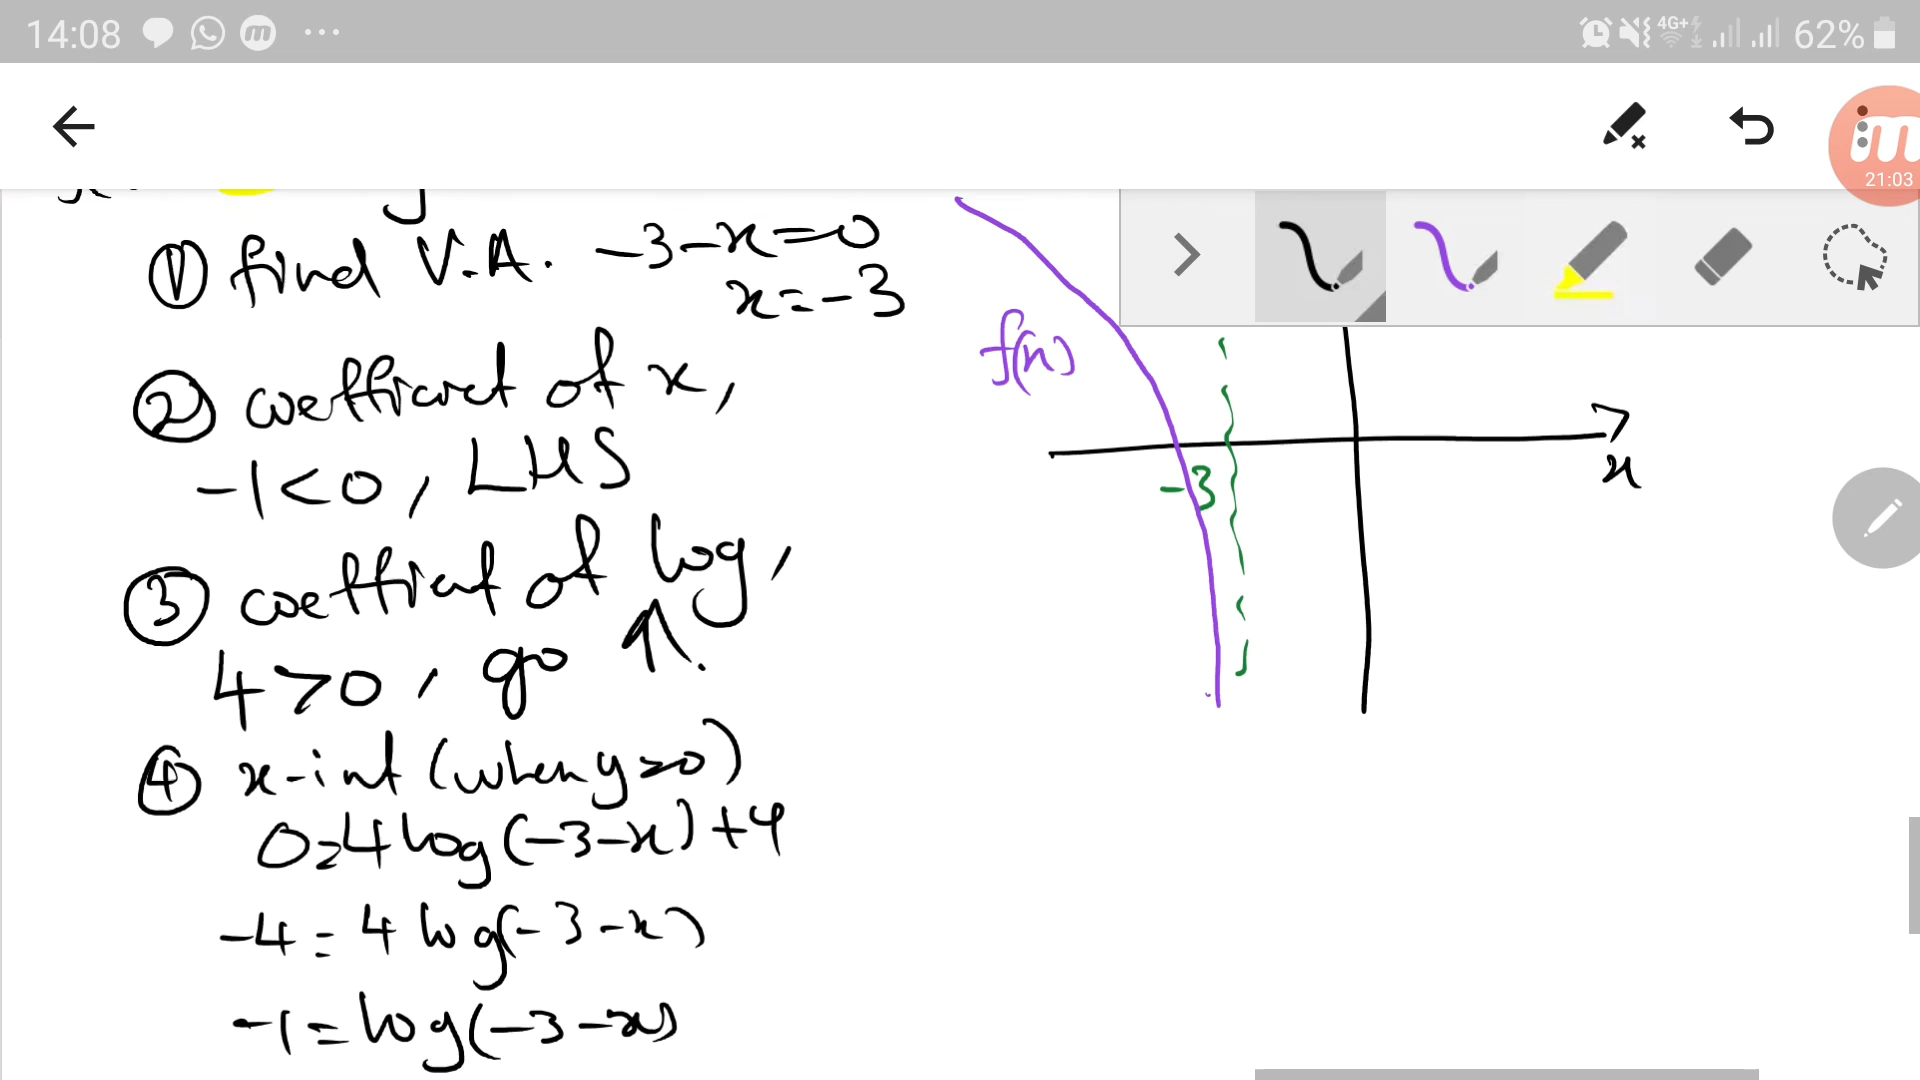 14:08 62%
4G+
21:03
① find V.A. -3-x=0
x=-3
② coefficient of x,
-1<0, LHS
③ coefficient of log,
4>0, go ↑.
④ x-int (when y=0)
0=4log(-3-x)+4
-4=4log(-3-x)
-1=log(-3-x)
f(x)
-3
x